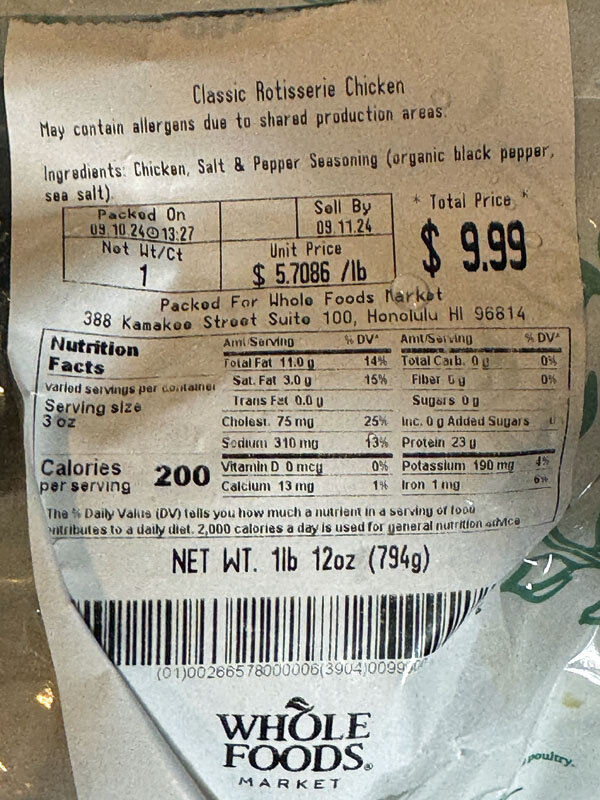 Classic Rotisserie Chicken
May contain allergens due to shared production areas.
Ingredients: Chicken, Salt & Pepper Seasoning (organic black pepper,
sea salt).
Packed On
09.10.24 13:27
Sell By
09.11.24
* Total Price *
$ 9.99
Net Wt/Ct
1
Unit Price
$ 5.7086 /lb
Packed For Whole Foods Market
388 Kamakee Street Suite 100, Honolulu HI 96814
Nutrition
Facts
Varied servings per container
Serving size
3 oz
Calories
per serving 200
Amt/Serving % DV* Amt/Serving % DV*
Total Fat 11.0 g 14% Total Carb. 0 g 0%
Sat. Fat 3.0 g 15% Fiber 0 g 0%
Trans Fat 0.0 g Sugars 0 g
Cholest. 75 mg 25% Inc. 0 g Added Sugars
Sodium 310 mg 13% Protein 23 g
Vitamin D 0 mcg 0% Potassium 190 mg 4%
Calcium 13 mg 1% Iron 1 mg 6%
The % Daily Value (DV) tells you how much a nutrient in a serving of food
contributes to a daily diet. 2,000 calories a day is used for general nutrition advice
NET WT. 1lb 12oz (794g)
(01)00266578000006(3904)00999
WHOLE
FOODS®
MARKET
poultry.